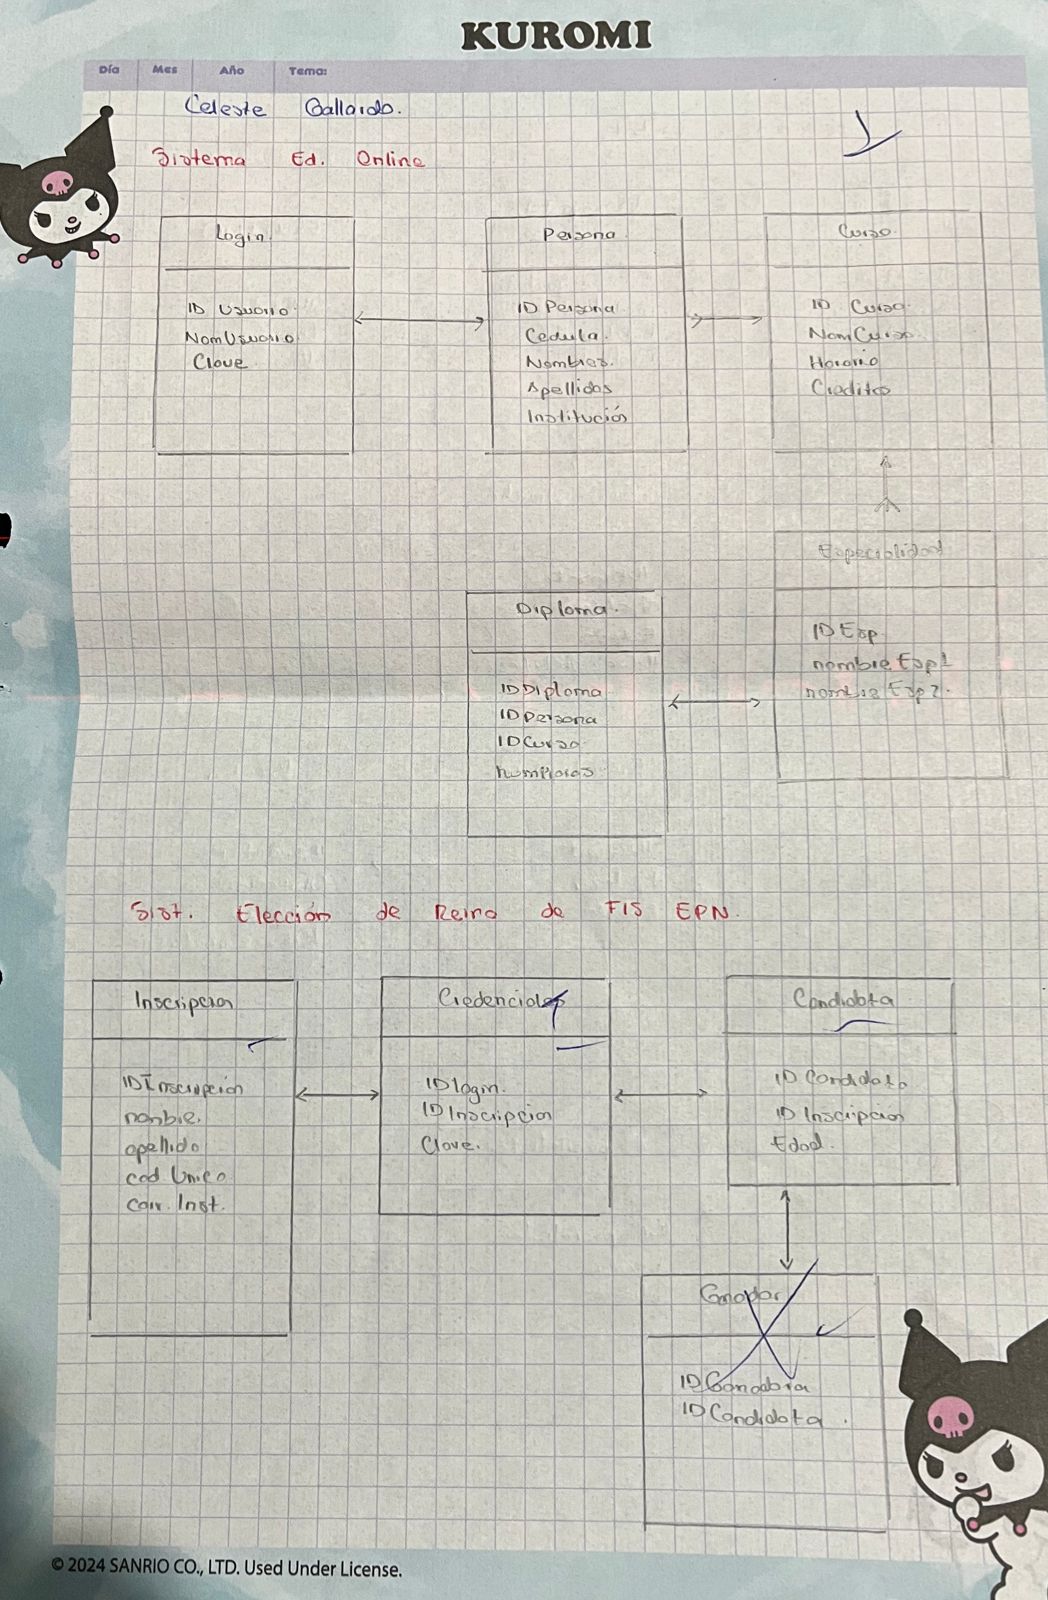 KUROMI
Día Mes Año Tema:
Celeste Gallardo.
Sistema Ed. Online
Login
ID Usuario
NomUsuario
Clave
Persona
ID Persona
Cedula
Nombres
Apellidos
Institución
Curso
ID Curso
NomCurso
Horario
Creditos
Especialidad
ID Esp
nombre Esp1
nombre Esp2
Diploma
ID Diploma
ID Persona
ID Curso
numHoras
Sist. Elección de Reina de FIS EPN.
Inscripcion
ID Inscripción
nombre.
apellido
cod Unico
corr. Inst.
Credenciales
ID login.
ID Inscripcion
Clave.
Candidata
ID Candidata
ID Inscripcion
Edad.
ID Ganadora
ID Candidata.
© 2024 SANRIO CO., LTD. Used Under License.